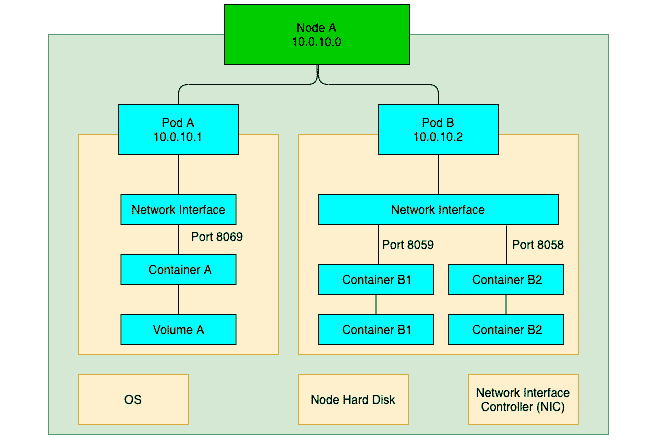 Node A
10.0.10.0
Pod A
10.0.10.1
Pod B
10.0.10.2
Network Interface
Network Interface
Port 8069
Port 8059
Port 8058
Container A
Container B1
Container B2
Volume A
Container B1
Container B2
OS
Node Hard Disk
Network Interface
Controller (NIC)